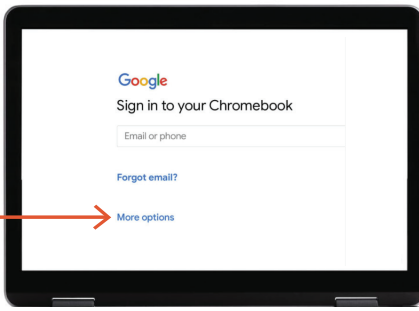 Google
Sign in to your Chromebook
Email or phone
Forgot email?
More options